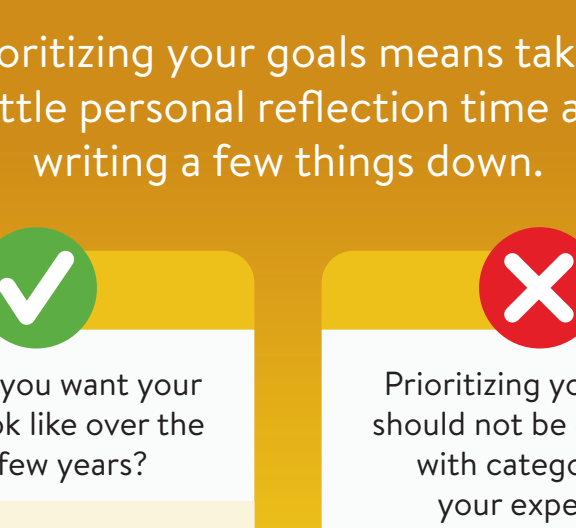 oritizing your goals means tak
ttle personal reflection time a
writing a few things down.
you want your
k like over the
few years?
Prioritizing yo
should not be
with catego
your expe